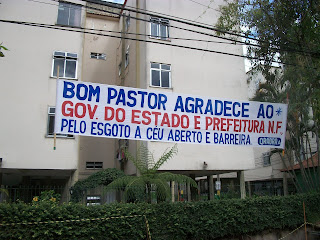 BOM PASTOR AGRADECE AO
GOV. DO ESTADO E PREFEITURA N.F.
PELO ESGOTO A CÉU ABERTO E BARREIRA